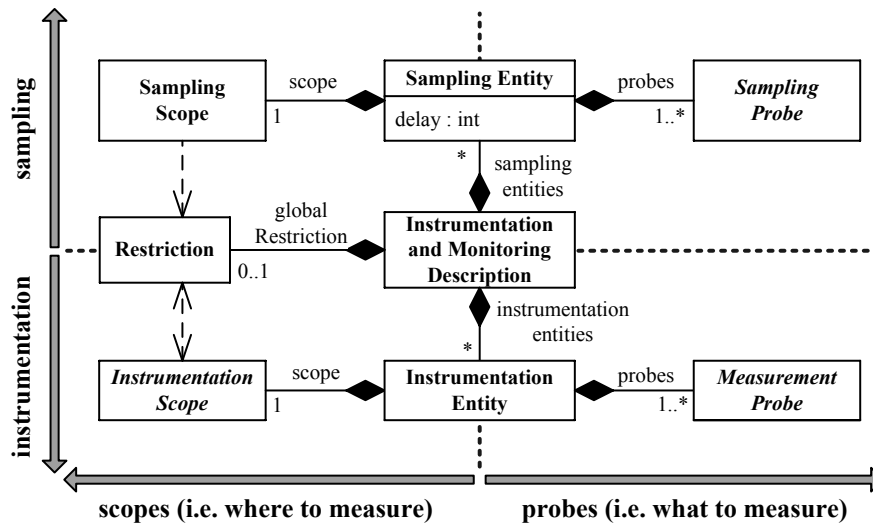 sampling
Sampling
Scope
scope
1
Sampling Entity
delay : int
probes
1..*
Sampling
Probe
*
sampling
entities
Restriction
global
Restriction
0..1
Instrumentation
and Monitoring
Description
instrumentation
instrumentation
entities
*
Instrumentation
Scope
scope
1
Instrumentation
Entity
probes
1..*
Measurement
Probe
scopes (i.e. where to measure)
probes (i.e. what to measure)